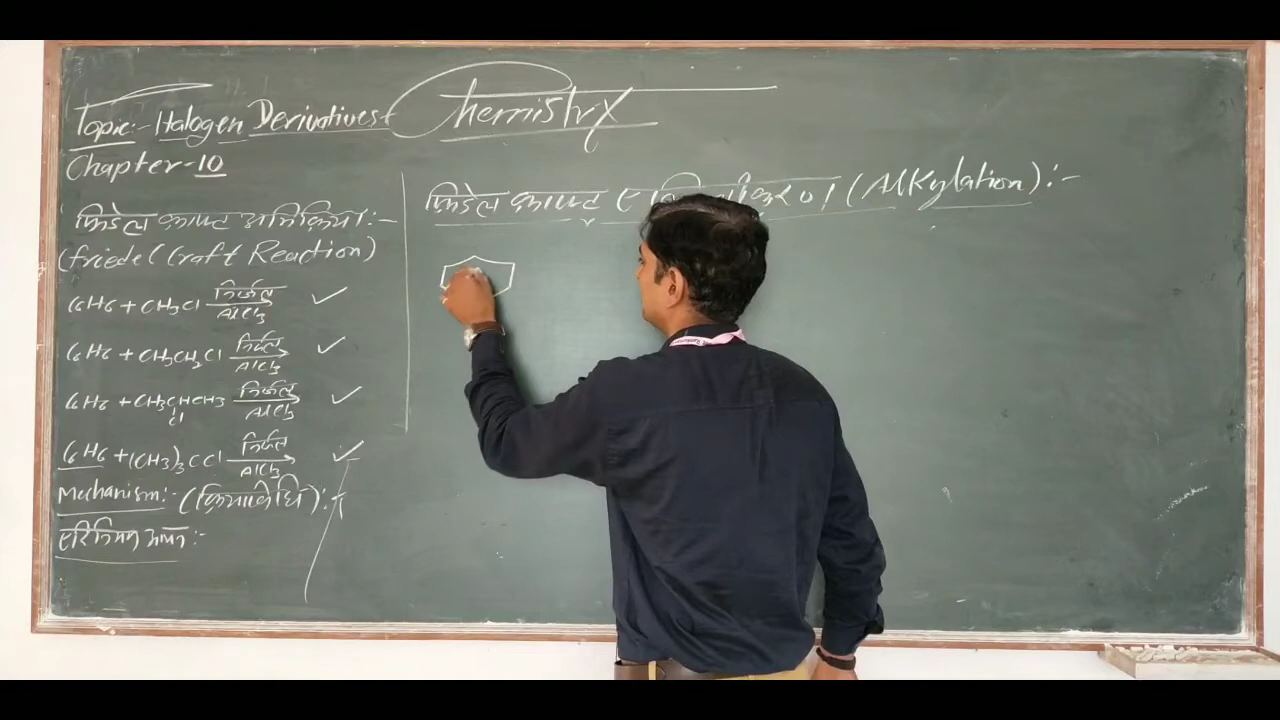 Chemistry
Topic:- Halogen Derivatives
Chapter-10
फ्रिडेल क्राफ्ट अभिक्रिया:-
(Friedel Craft Reaction)
C6H6 + CH3Cl निर्जल AlCl3 ✓
C6H6 + CH3CH2Cl निर्जल AlCl3 ✓
C6H6 + CH3CHCH3 निर्जल AlCl3 ✓
Cl
C6H6 + (CH3)3CCl निर्जल AlCl3 ✓
Mechanism:- (क्रियाविधि):-
फ्रिडेल क्राफ्ट (Alkylation):-